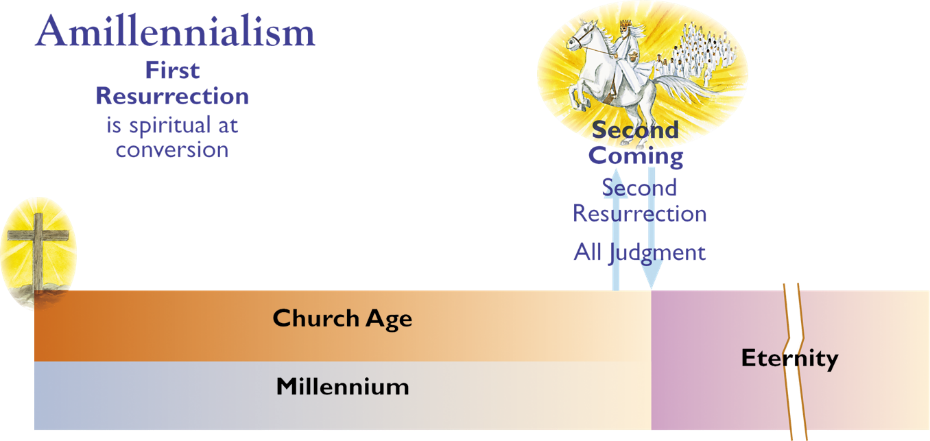 Amillennialism
First
Resurrection
is spiritual at
conversion
Second
Coming
Second
Resurrection
All Judgment
Church Age
Millennium
Eternity